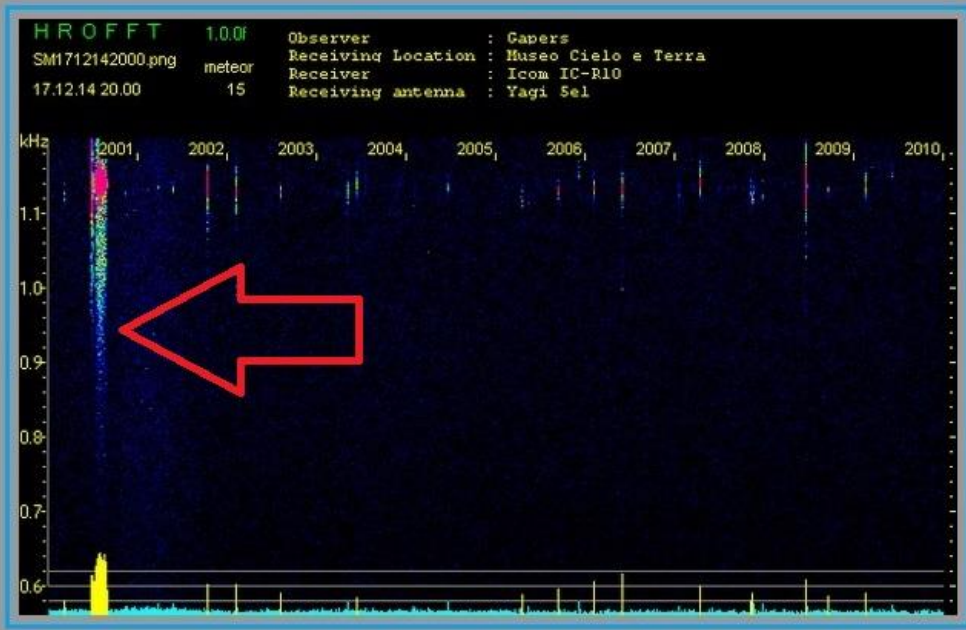 H R O F F T 1.0.0f
SM1712142000.png meteor
17.12.14 20.00 15
Observer : Gapers
Receiving Location : Museo Cielo e Terra
Receiver : Icom IC-R10
Receiving antenna : Yagi 5el
kHz 2001 2002 2003 2004 2005 2006 2007 2008 2009 2010
1.1
1.0
0.9
0.8
0.7
0.6